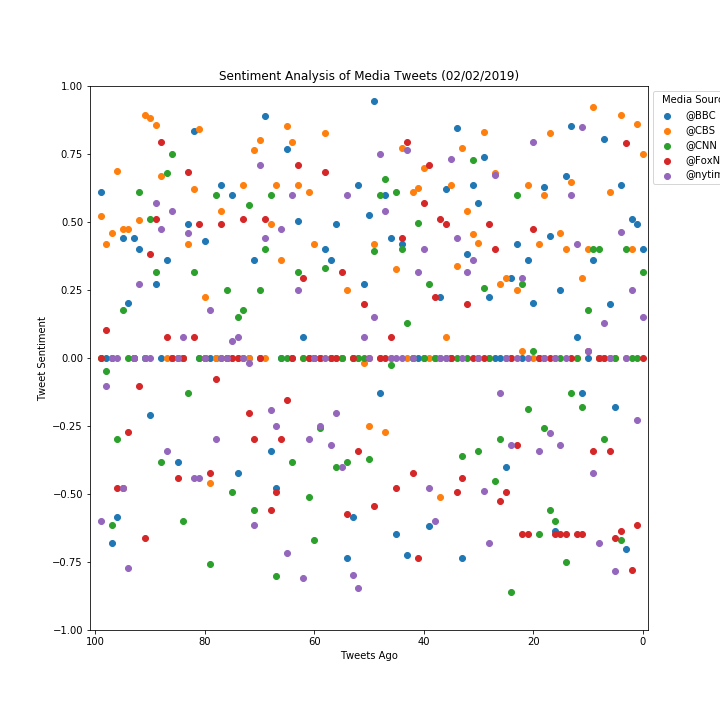 Sentiment Analysis of Media Tweets (02/02/2019)
1.00
0.75
0.50
0.25
0.00
−0.25
−0.50
−0.75
−1.00
Tweet Sentiment
100
80
60
40
20
0
Tweets Ago
Media Sourc
@BBC
@CBS
@CNN
@FoxN
@nytim